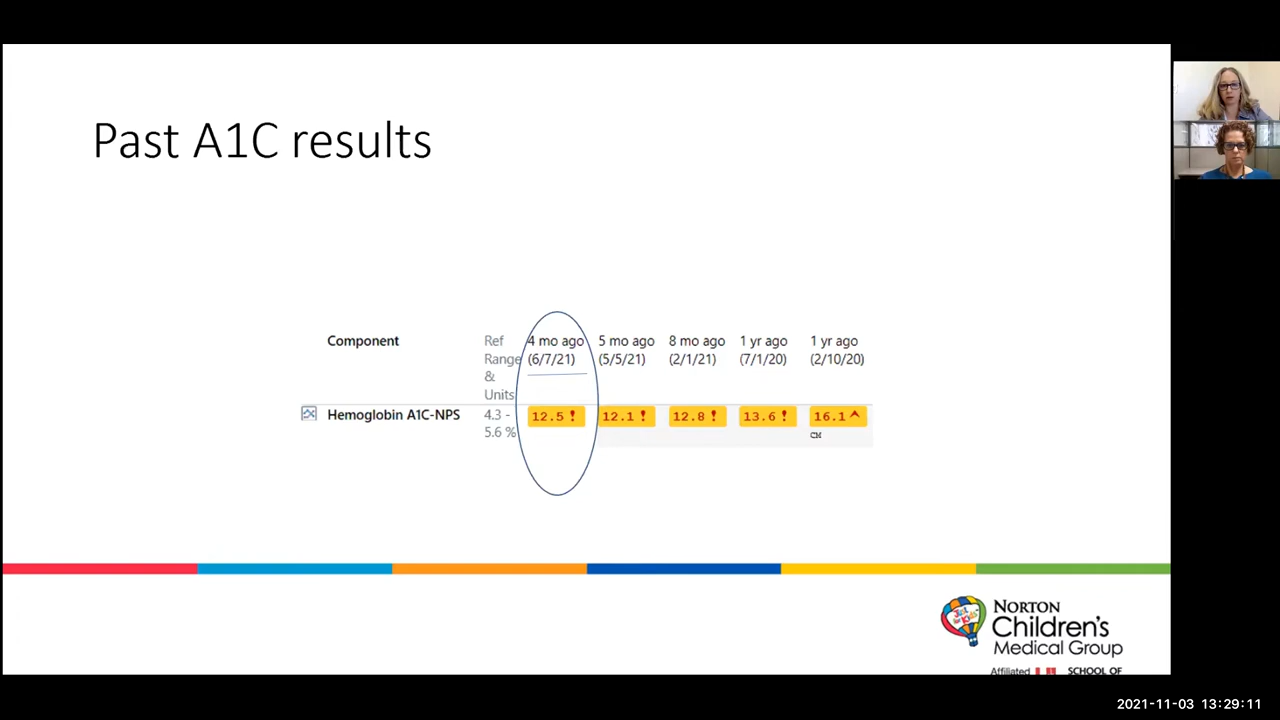 Past A1C results
Component
Ref
Range
&
Units
4 mo ago
(6/7/21)
5 mo ago
(5/5/21)
8 mo ago
(2/1/21)
1 yr ago
(7/1/20)
1 yr ago
(2/10/20)
Hemoglobin A1C-NPS
4.3 -
5.6 %
12.5 !
12.1 !
12.8 !
13.6 !
16.1 ^
CM
Just
for Kids
NORTON
Children's
Medical Group
Affiliated
SCHOOL OF
2021-11-03 13:29:11